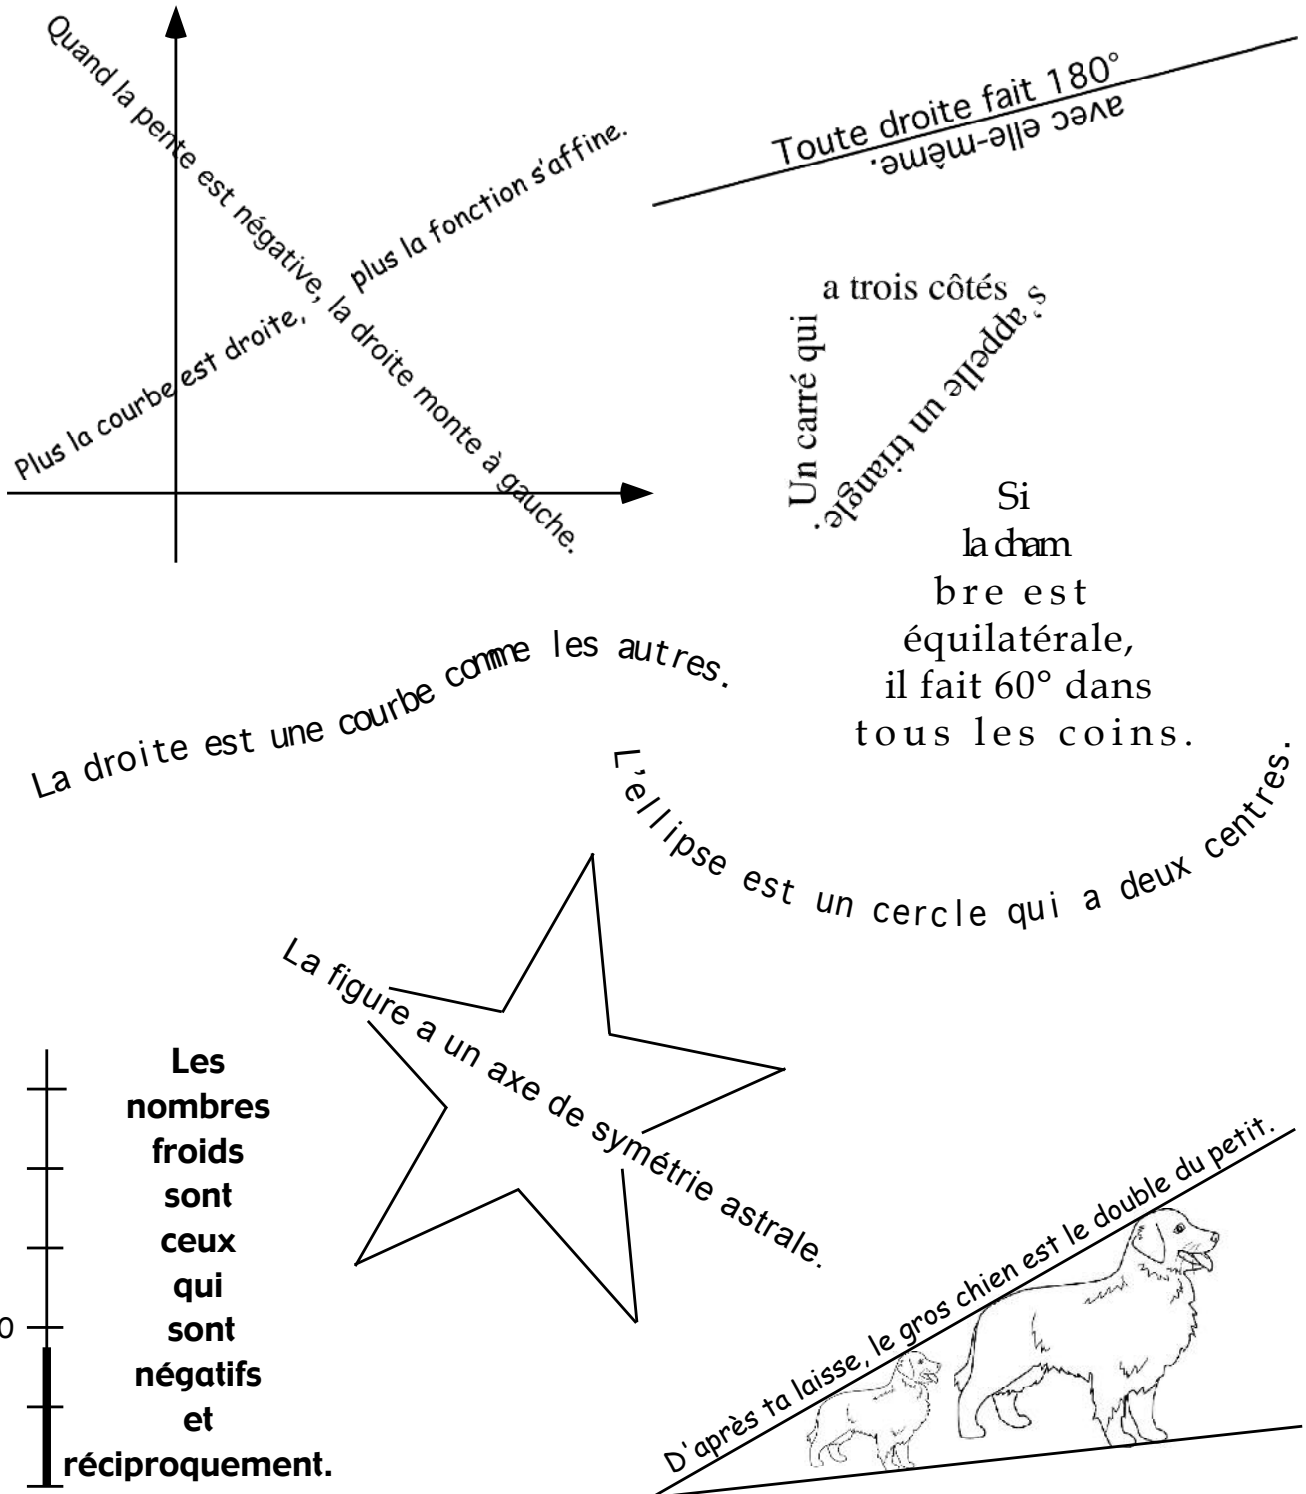 Quand la pente est négative, la droite monte à gauche.
Plus la courbe est droite, plus la fonction s'affine.
Toute droite fait 180°
avec elle-même.
Un carré qui
a trois côtés
s'appelle un triangle.
Si
la cham
bre est
équilatérale,
il fait 60° dans
tous les coins.
La droite est une courbe comme les autres.
L'ellipse est un cercle qui a deux centres.
La figure a un axe de symétrie astrale.
Les
nombres
froids
sont
ceux
qui
sont
négatifs
et
réciproquement.
0
D'après ta laisse, le gros chien est le double du petit.